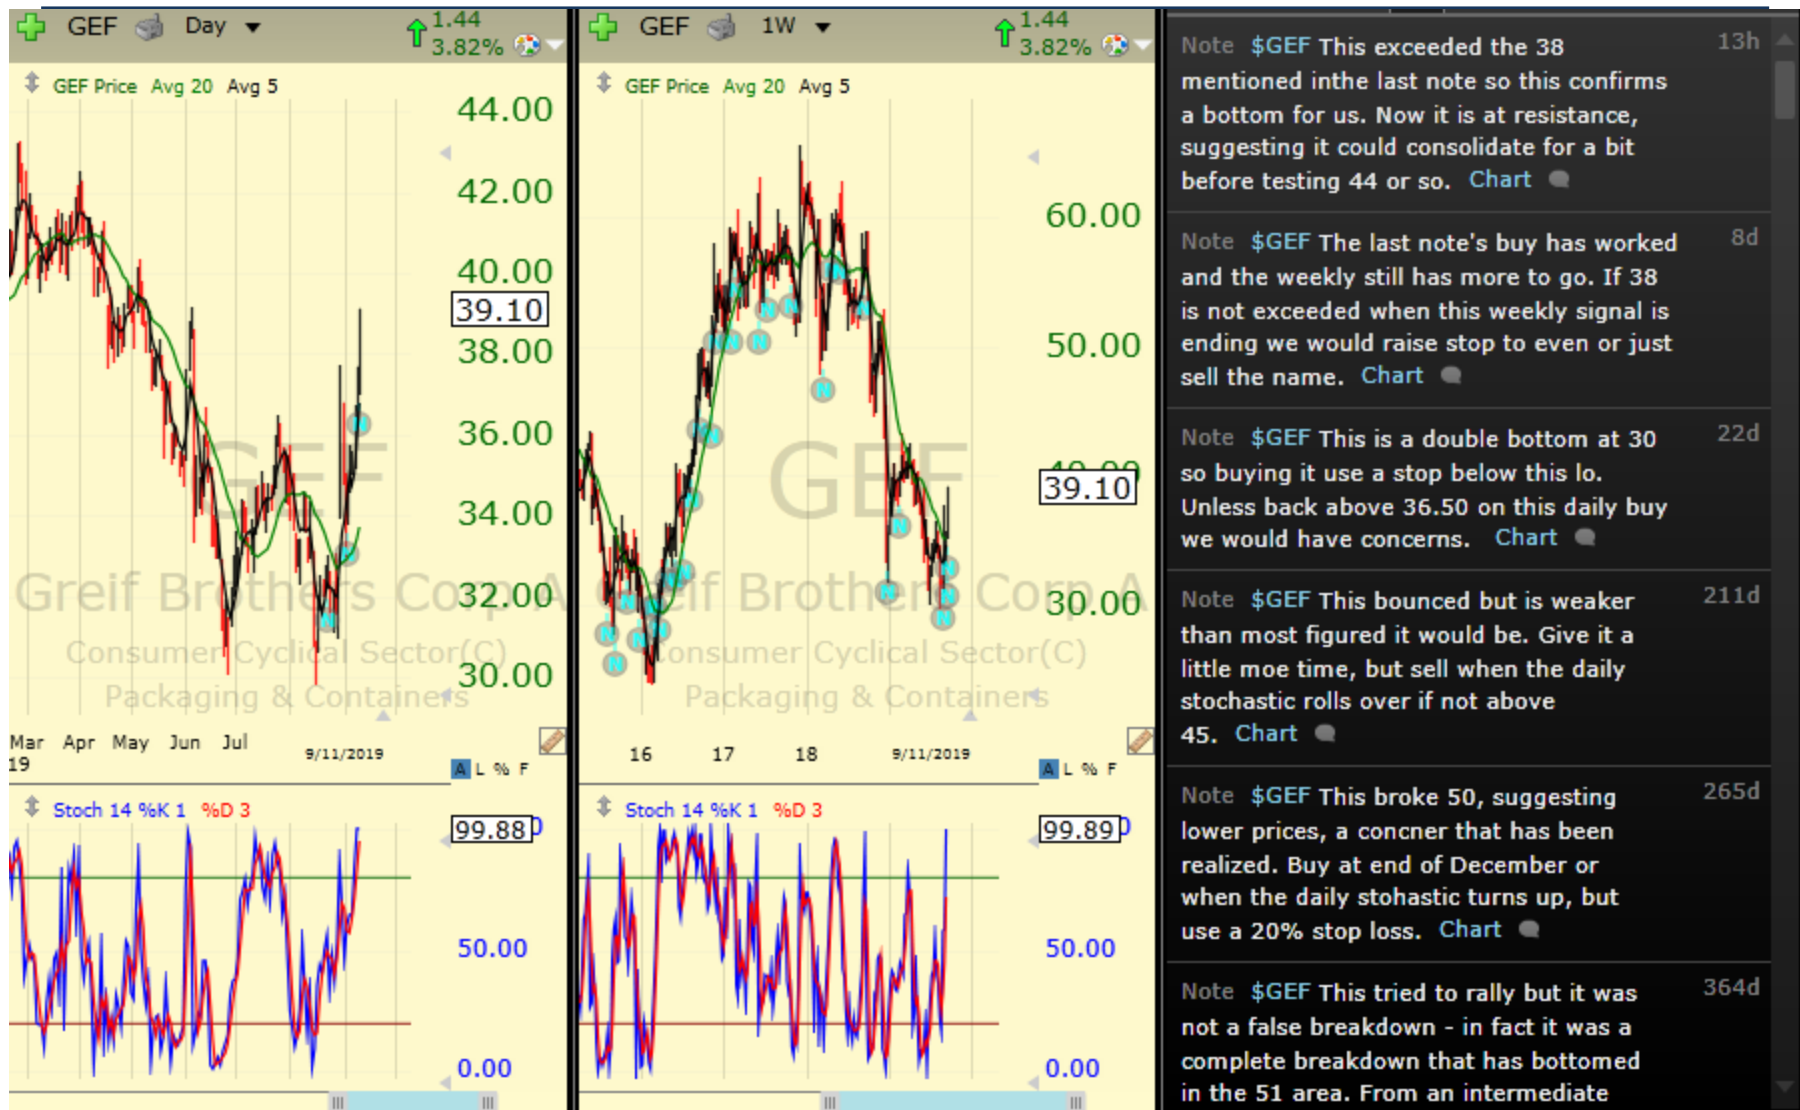 GEF Day 1.44
3.82%
GEF Price Avg 20 Avg 5
44.00
42.00
40.00
39.10
38.00
36.00
34.00
32.00
30.00
GEF
Greif Brothers Corp A
Consumer Cyclical Sector(C)
Packaging & Containers
Mar Apr May Jun Jul
19
9/11/2019
A L % F
Stoch 14 %K 1 %D 3
99.88
50.00
0.00
GEF 1W 1.44
3.82%
GEF Price Avg 20 Avg 5
60.00
50.00
40.00
39.10
30.00
GEF
Greif Brothers Corp A
Consumer Cyclical Sector(C)
Packaging & Containers
16 17 18 9/11/2019
A L % F
Stoch 14 %K 1 %D 3
99.89
50.00
0.00
Note $GEF This exceeded the 38 13h
mentioned inthe last note so this confirms
a bottom for us. Now it is at resistance,
suggesting it could consolidate for a bit
before testing 44 or so. Chart
Note $GEF The last note's buy has worked 8d
and the weekly still has more to go. If 38
is not exceeded when this weekly signal is
ending we would raise stop to even or just
sell the name. Chart
Note $GEF This is a double bottom at 30 22d
so buying it use a stop below this lo.
Unless back above 36.50 on this daily buy
we would have concerns. Chart
Note $GEF This bounced but is weaker 211d
than most figured it would be. Give it a
little moe time, but sell when the daily
stochastic rolls over if not above
45. Chart
Note $GEF This broke 50, suggesting 265d
lower prices, a concner that has been
realized. Buy at end of December or
when the daily stohastic turns up, but
use a 20% stop loss. Chart
Note $GEF This tried to rally but it was 364d
not a false breakdown - in fact it was a
complete breakdown that has bottomed
in the 51 area. From an intermediate